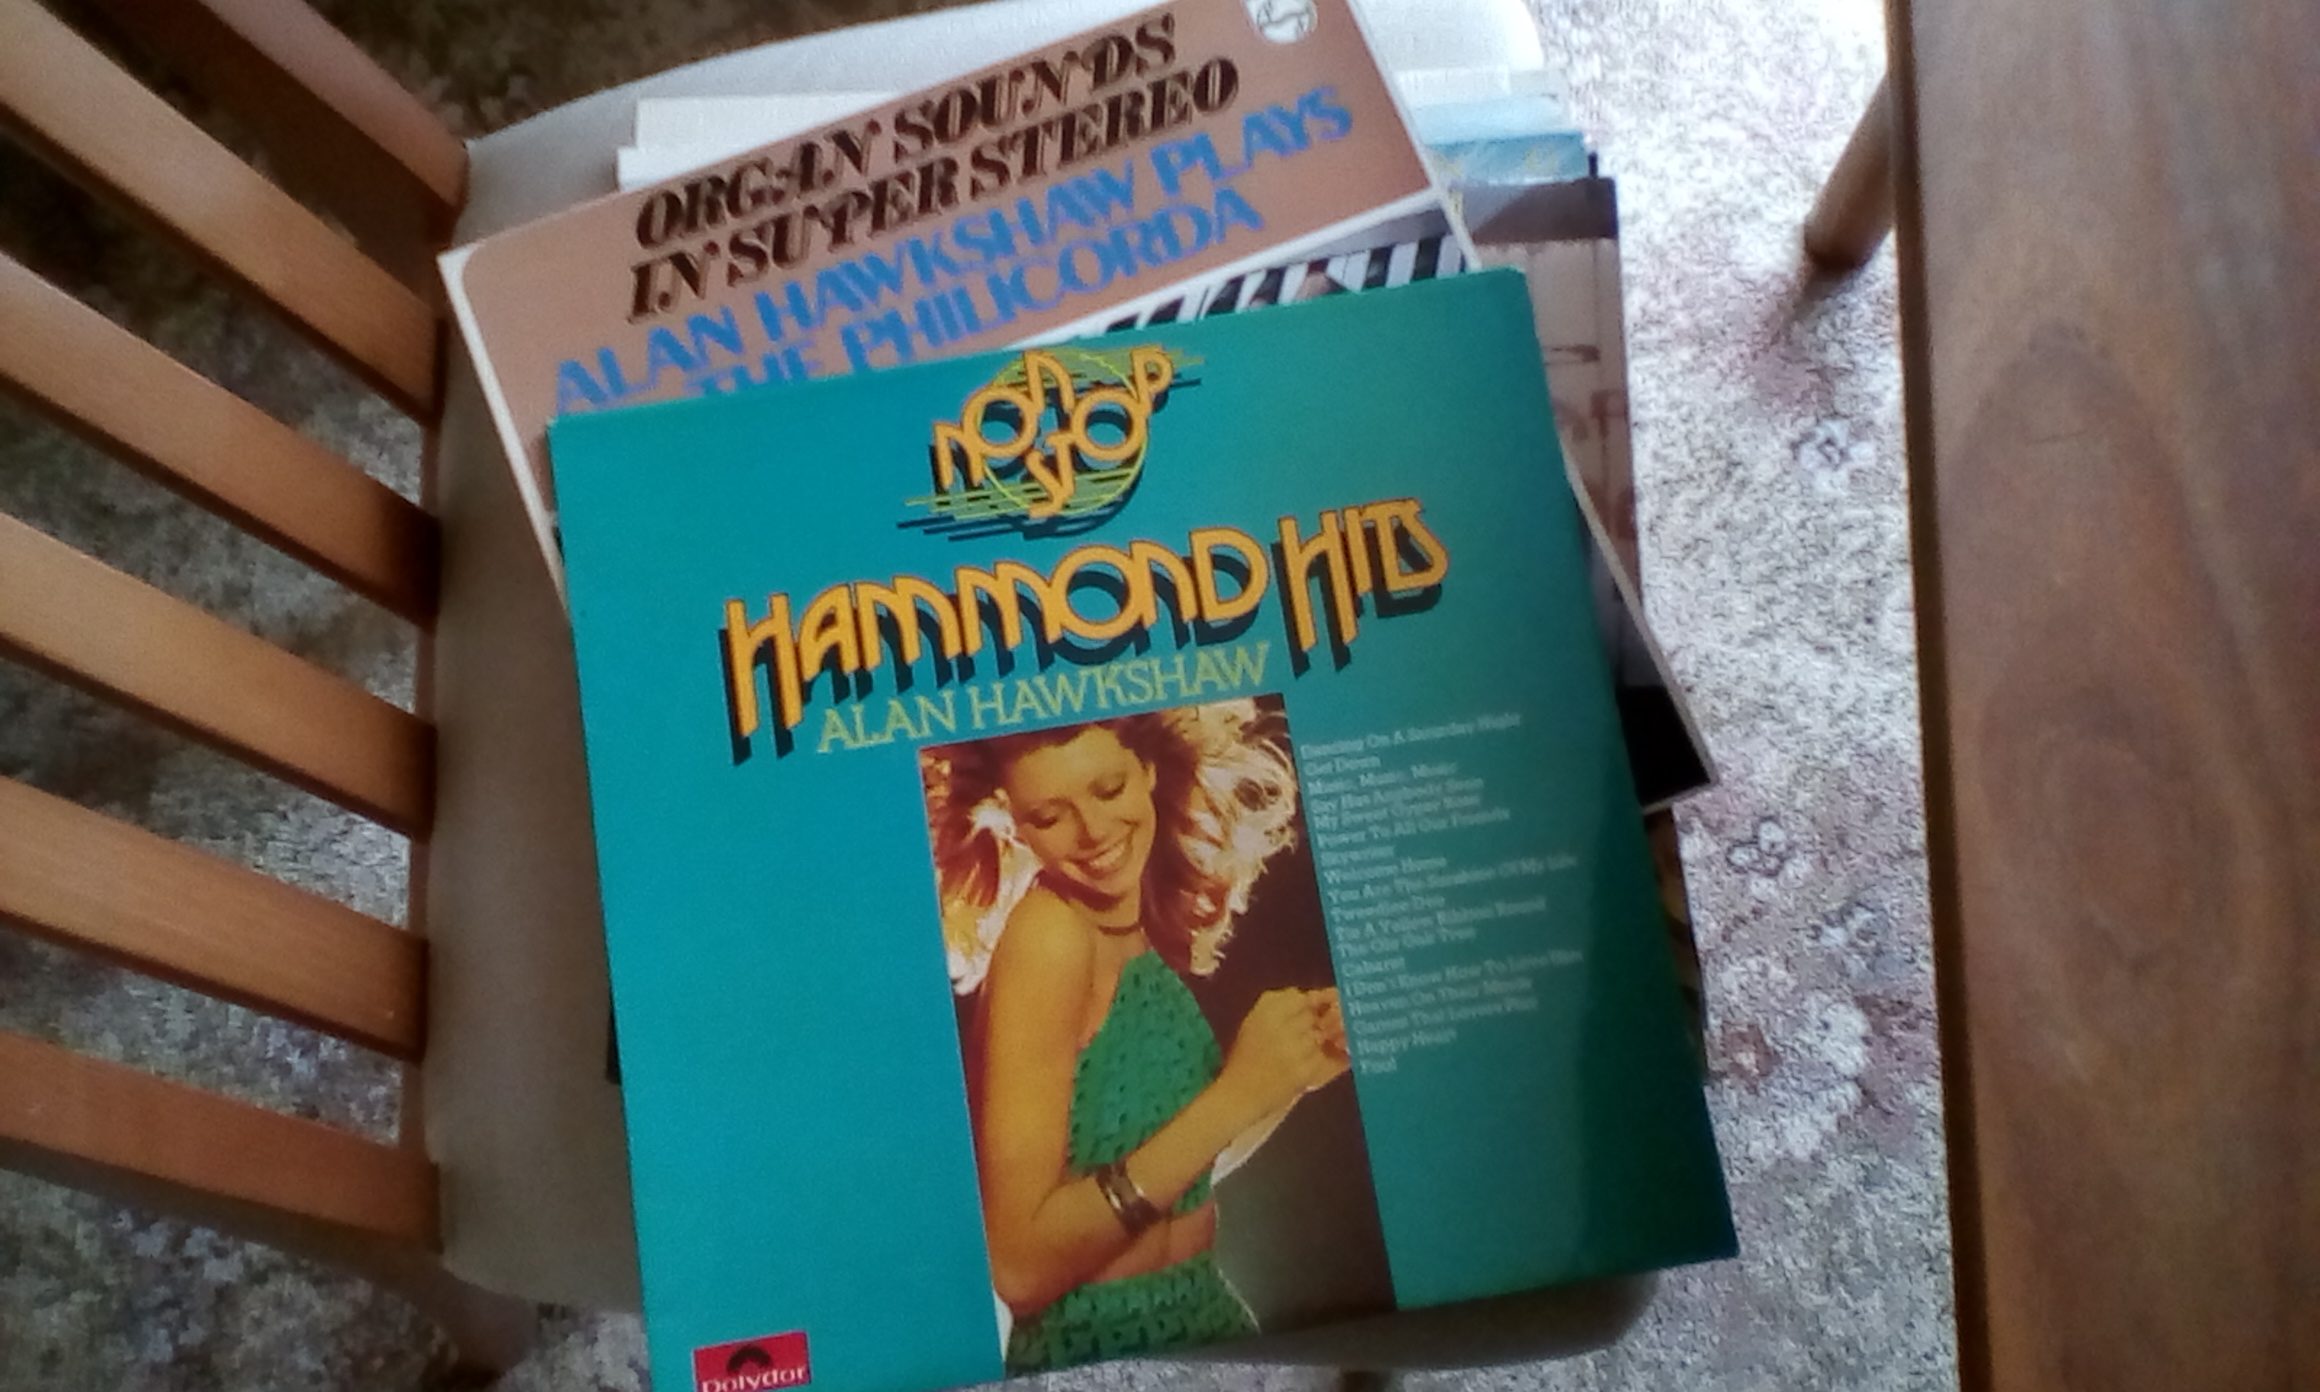 ORGAN SOUNDS
IN SUPER STEREO
ALAN HAWKSHAW PLAYS
THE PHILICORDA
NON
STOP
HAMMOND HITS
ALAN HAWKSHAW
Dancing On A Saturday Night
Get Down
Music, Music, Music
Say Has Anybody Seen
My Sweet Gypsy Rose
Power To All Our Friends
Skywriter
Welcome Home
You Are The Sunshine Of My Life
Tweedlee Dee
Tie A Yellow Ribbon Round
The Ole Oak Tree
Cabaret
I Don't Know How To Love Him
Heaven On Their Minds
Games That Lovers Play
Happy Heart
Fool
Polydor